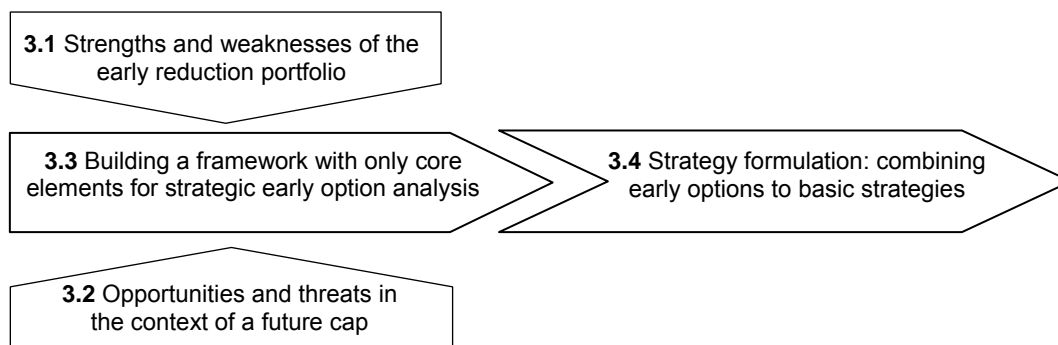 3.1 Strengths and weaknesses of the
early reduction portfolio
3.3 Building a framework with only core
elements for strategic early option analysis
3.4 Strategy formulation: combining
early options to basic strategies
3.2 Opportunities and threats in
the context of a future cap